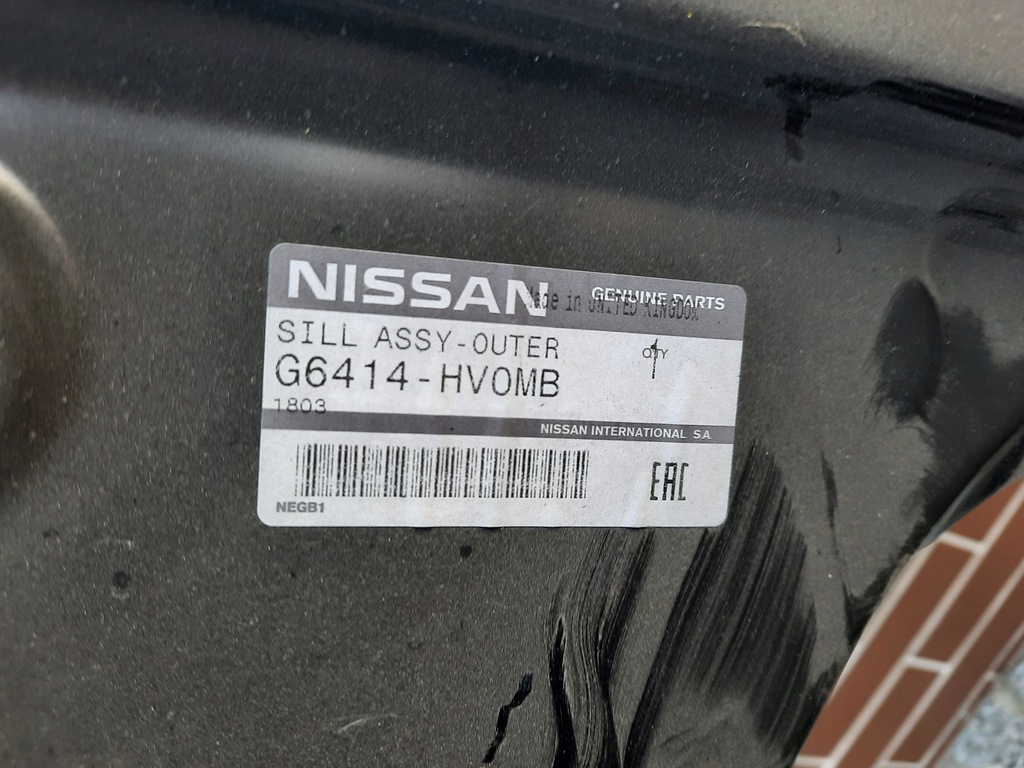 NISSAN GENUINE PARTS
Made in UNITED KINGDOM
SILL ASSY-OUTER
QTY
1
G6414-HV0MB
1803
NISSAN INTERNATIONAL S.A.
EAC
NEGB1